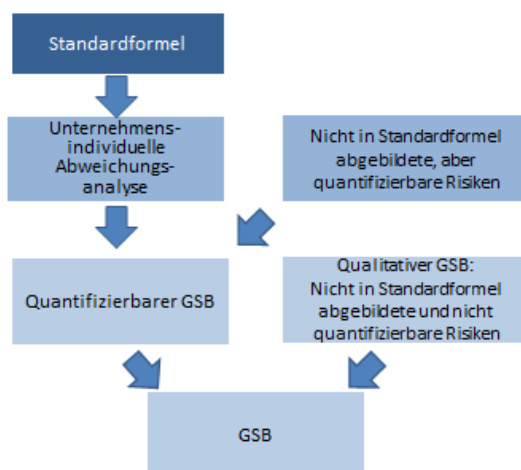 Standardformel
Unternehmens-
individuelle
Abweichungs-
analyse
Nicht in Standardformel
abgebildete, aber
quantifizierbare Risiken
Quantifizierbarer GSB
Qualitativer GSB:
Nicht in Standardformel
abgebildete und nicht
quantifizierbare Risiken
GSB